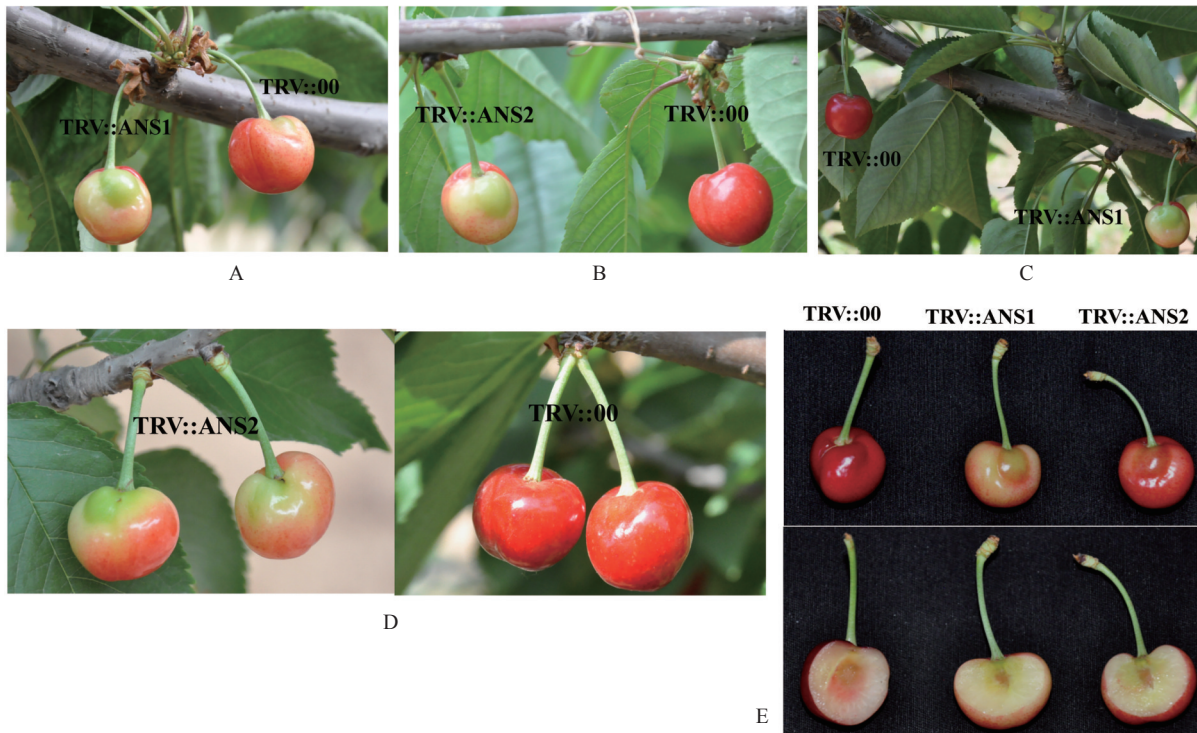 TRV::00
TRV::ANS1
A
TRV::ANS2
TRV::00
B
TRV::00
TRV::ANS1
C
TRV::ANS2
TRV::00
D
TRV::00 TRV::ANS1 TRV::ANS2
E